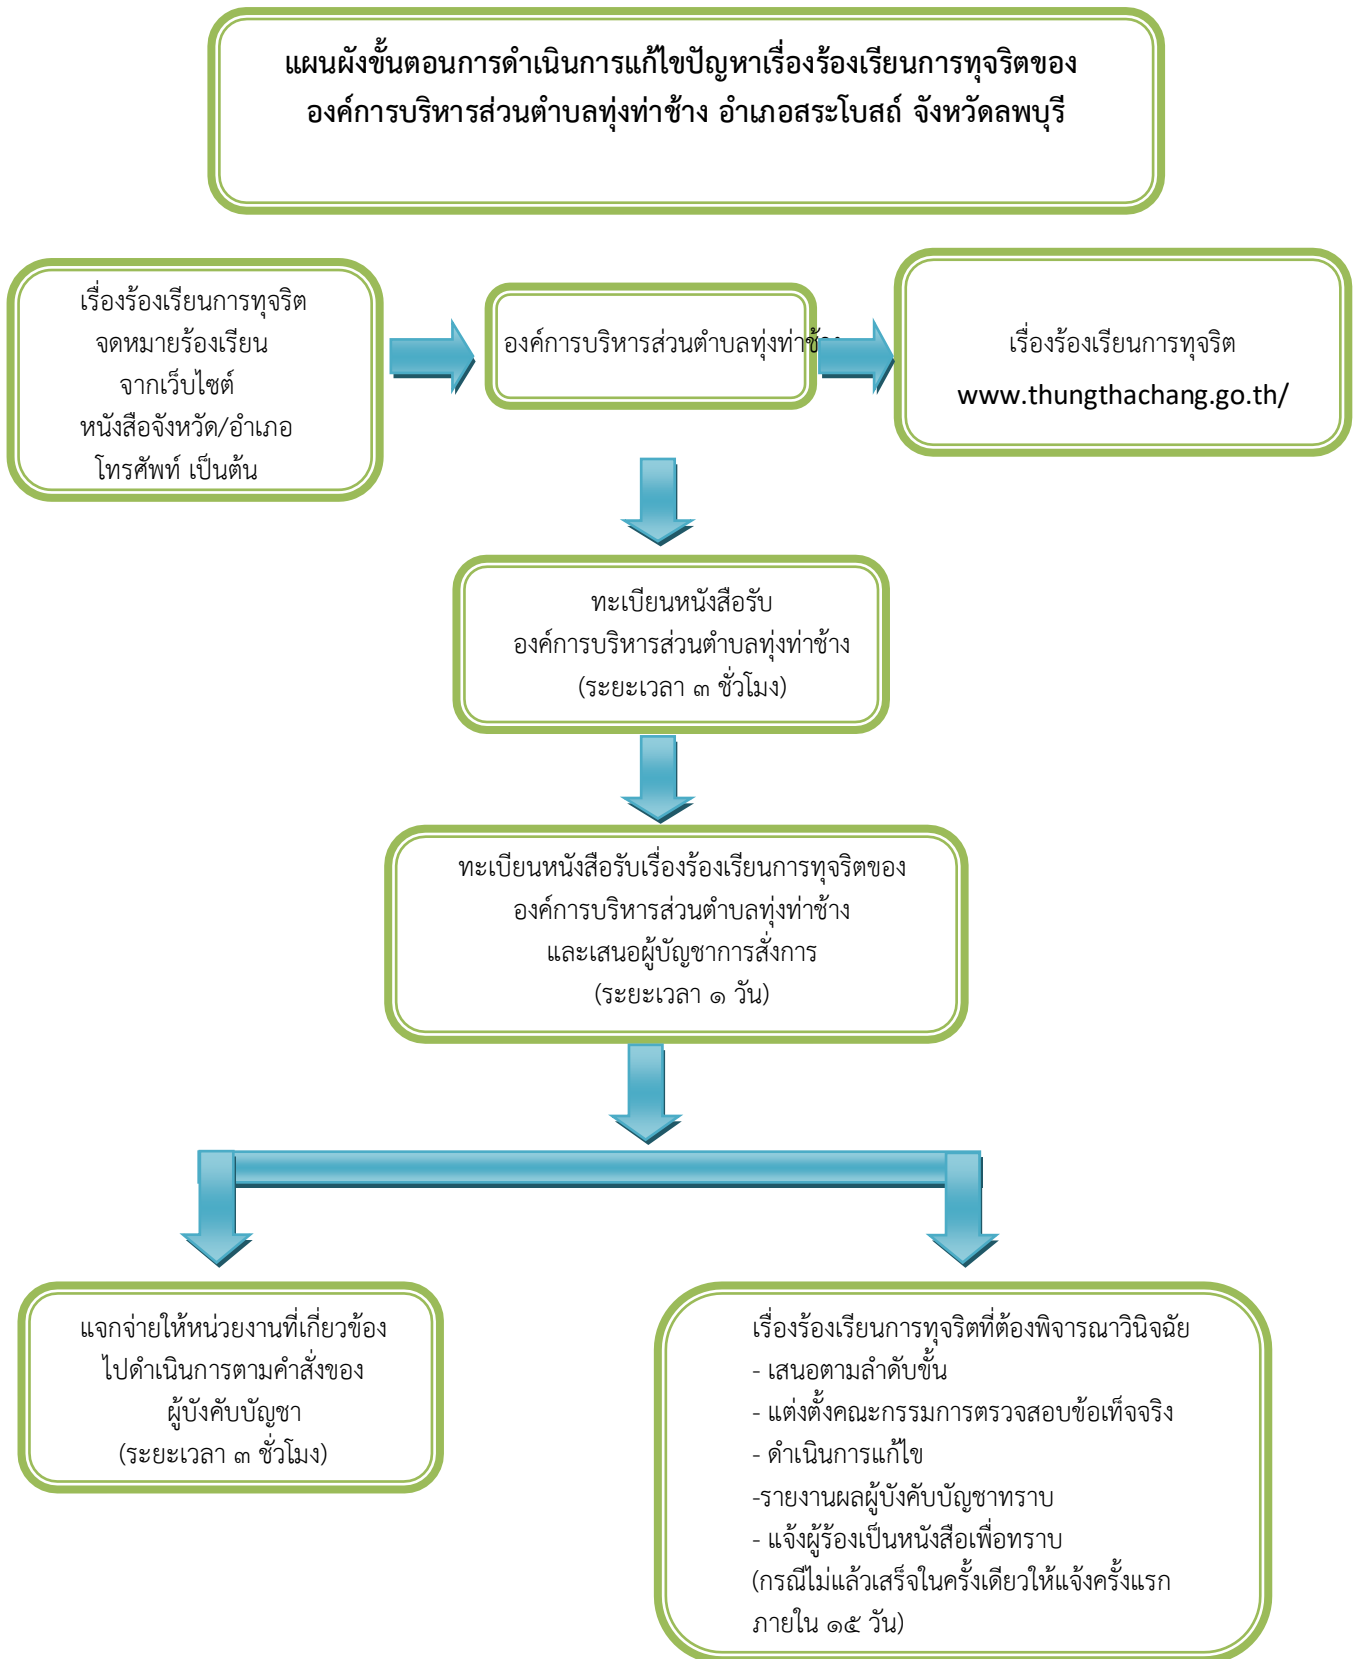 แผนผังขั้นตอนการดำเนินการแก้ไขปัญหาเรื่องร้องเรียนการทุจริตของ
องค์การบริหารส่วนตำบลทุ่งท่าช้าง อำเภอสระโบสถ์ จังหวัดลพบุรี
เรื่องร้องเรียนการทุจริต
จดหมายร้องเรียน
จากเว็บไซต์
หนังสือจังหวัด/อำเภอ
โทรศัพท์ เป็นต้น
องค์การบริหารส่วนตำบลทุ่งท่าช้าง
เรื่องร้องเรียนการทุจริต
www.thungthachang.go.th/
ทะเบียนหนังสือรับ
องค์การบริหารส่วนตำบลทุ่งท่าช้าง
(ระยะเวลา ๓ ชั่วโมง)
ทะเบียนหนังสือรับเรื่องร้องเรียนการทุจริตของ
องค์การบริหารส่วนตำบลทุ่งท่าช้าง
และเสนอผู้บัญชาการสั่งการ
(ระยะเวลา ๑ วัน)
แจกจ่ายให้หน่วยงานที่เกี่ยวข้อง
ไปดำเนินการตามคำสั่งของ
ผู้บังคับบัญชา
(ระยะเวลา ๓ ชั่วโมง)
เรื่องร้องเรียนการทุจริตที่ต้องพิจารณาวินิจฉัย
- เสนอตามลำดับขั้น
- แต่งตั้งคณะกรรมการตรวจสอบข้อเท็จจริง
- ดำเนินการแก้ไข
-รายงานผลผู้บังคับบัญชาทราบ
- แจ้งผู้ร้องเป็นหนังสือเพื่อทราบ
(กรณีไม่แล้วเสร็จในครั้งเดียวให้แจ้งครั้งแรก
ภายใน ๑๕ วัน)